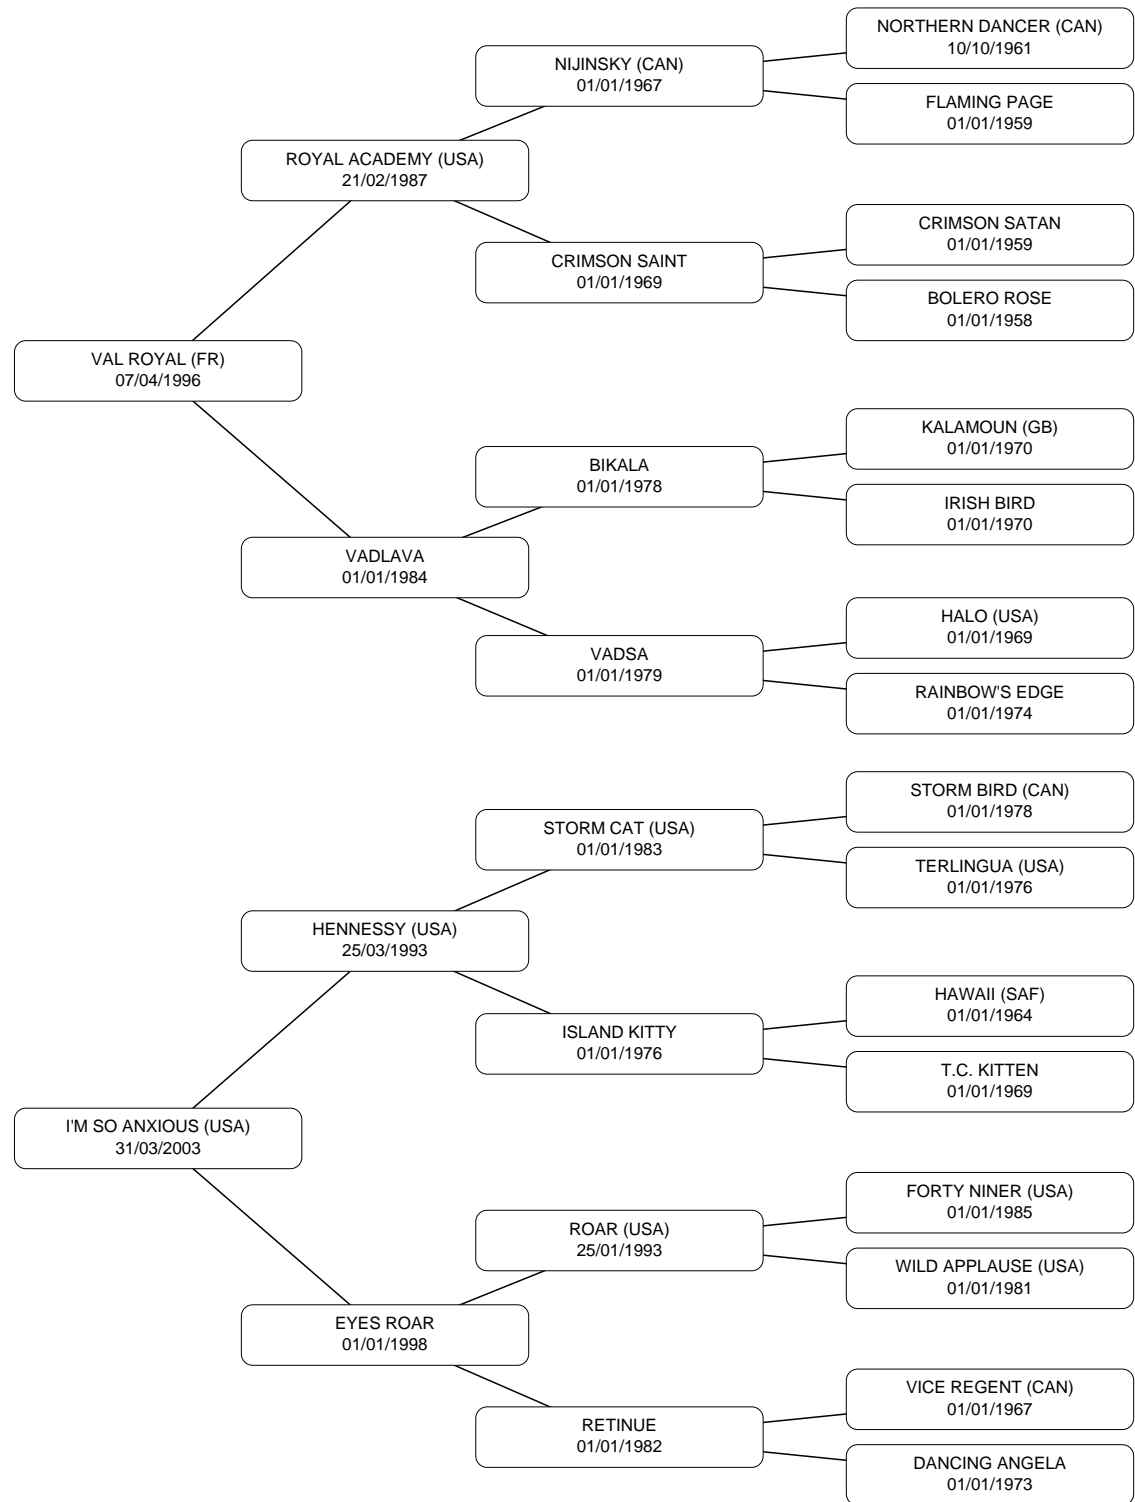 NORTHERN DANCER (CAN)
10/10/1961
NIJINSKY (CAN)
01/01/1967
FLAMING PAGE
01/01/1959
ROYAL ACADEMY (USA)
21/02/1987
CRIMSON SATAN
01/01/1959
CRIMSON SAINT
01/01/1969
BOLERO ROSE
01/01/1958
VAL ROYAL (FR)
07/04/1996
KALAMOUN (GB)
01/01/1970
BIKALA
01/01/1978
IRISH BIRD
01/01/1970
VADLAVA
01/01/1984
HALO (USA)
01/01/1969
VADSA
01/01/1979
RAINBOW'S EDGE
01/01/1974
STORM BIRD (CAN)
01/01/1978
STORM CAT (USA)
01/01/1983
TERLINGUA (USA)
01/01/1976
HENNESSY (USA)
25/03/1993
HAWAII (SAF)
01/01/1964
ISLAND KITTY
01/01/1976
T.C. KITTEN
01/01/1969
I'M SO ANXIOUS (USA)
31/03/2003
FORTY NINER (USA)
01/01/1985
ROAR (USA)
25/01/1993
WILD APPLAUSE (USA)
01/01/1981
EYES ROAR
01/01/1998
VICE REGENT (CAN)
01/01/1967
RETINUE
01/01/1982
DANCING ANGELA
01/01/1973